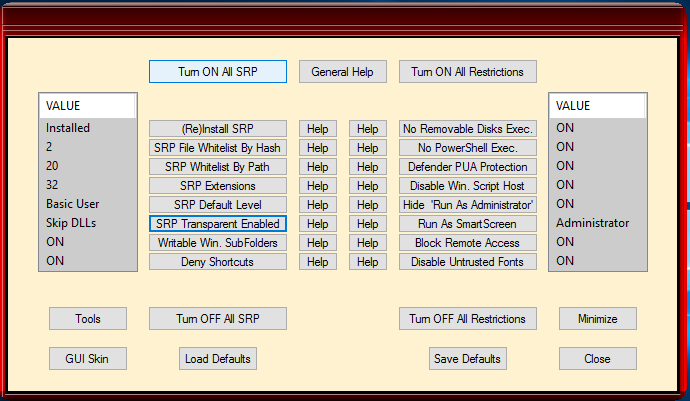 Turn ON All SRP General Help Turn ON All Restrictions
VALUE VALUE
Installed (Re)Install SRP Help Help No Removable Disks Exec. ON
2 SRP File Whitelist By Hash Help Help No PowerShell Exec. ON
20 SRP Whitelist By Path Help Help Defender PUA Protection ON
32 SRP Extensions Help Help Disable Win. Script Host ON
Basic User SRP Default Level Help Help Hide 'Run As Administrator' ON
Skip DLLs SRP Transparent Enabled Help Help Run As SmartScreen Administrator
ON Writable Win. SubFolders Help Help Block Remote Access ON
ON Deny Shortcuts Help Help Disable Untrusted Fonts ON
Tools Turn OFF All SRP Turn OFF All Restrictions Minimize
GUI Skin Load Defaults Save Defaults Close